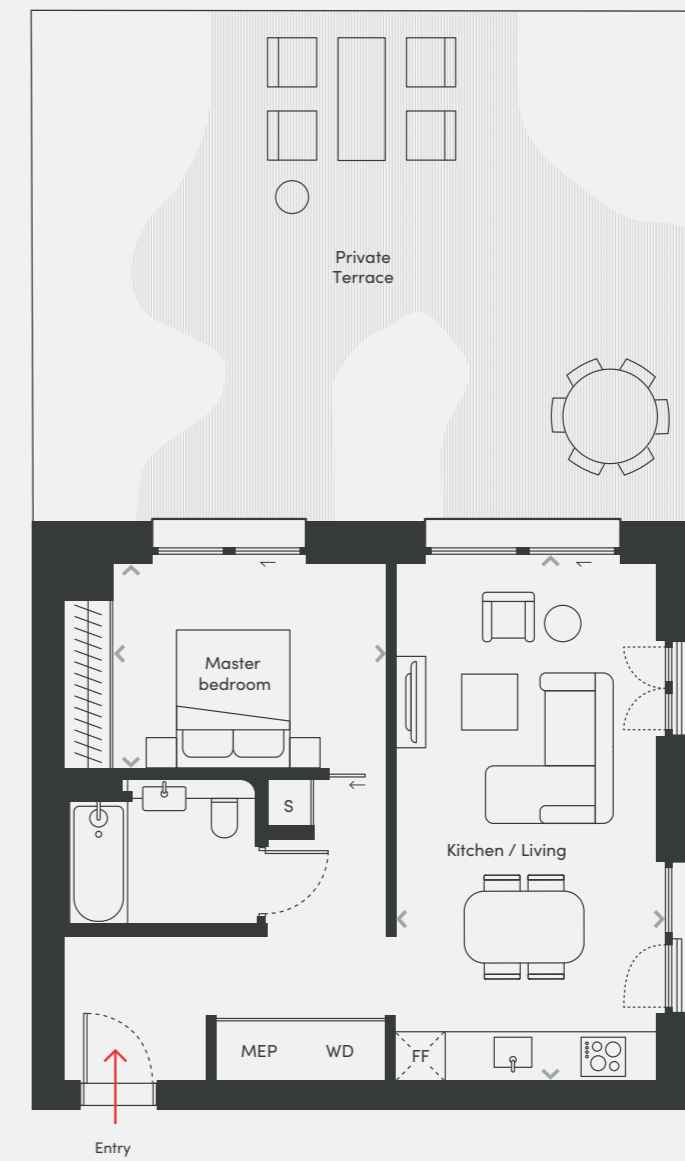 Private
Terrace
Master
bedroom
S
Kitchen / Living
MEP
WD
FF
Entry